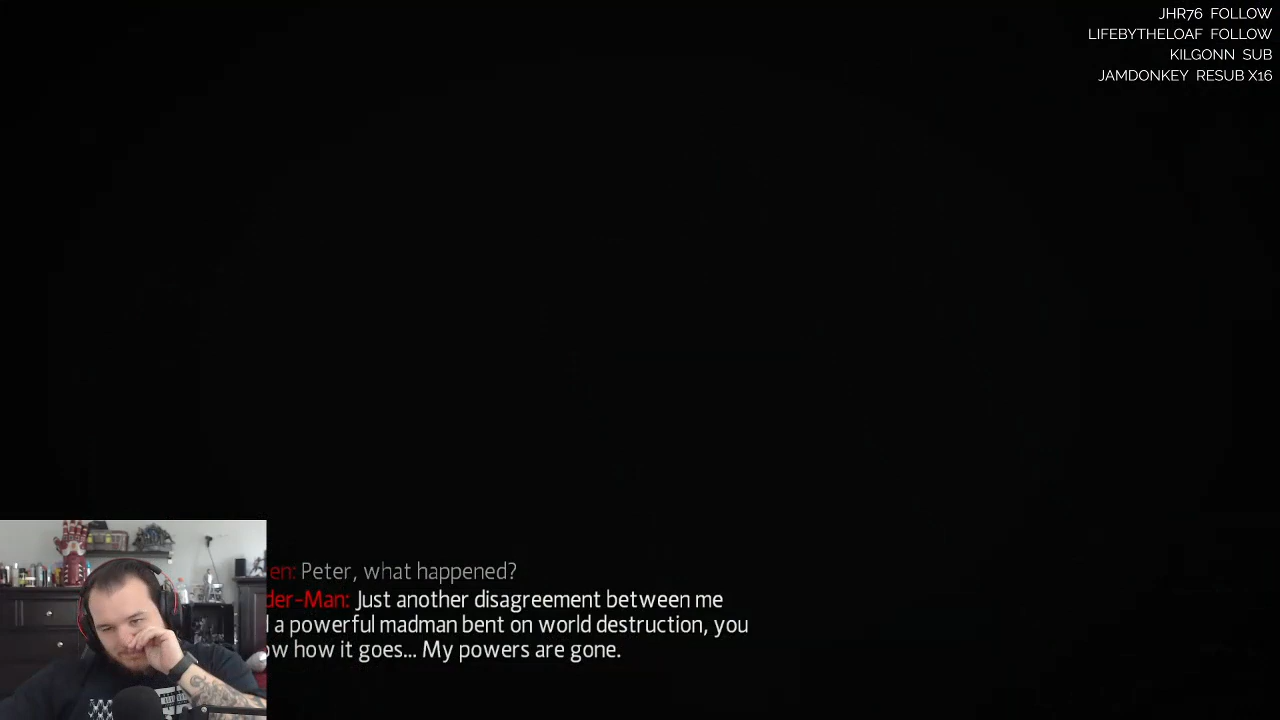 JHR76 FOLLOW
LIFEBYTHELOAF FOLLOW
KILGONN SUB
JAMDONKEY RESUB X16
en: Peter, what happened?
der-Man: Just another disagreement between me
a powerful madman bent on world destruction, you
ow how it goes... My powers are gone.